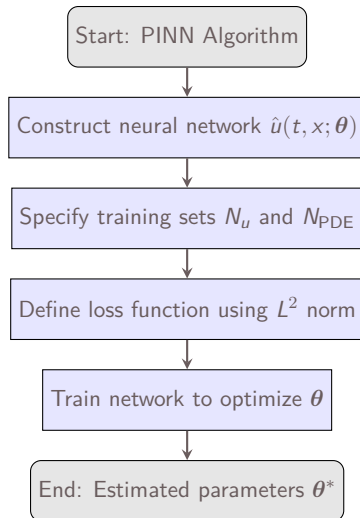 Start: PINN Algorithm
Construct neural network û(t, x; θ)
Specify training sets N_u and N_PDE
Define loss function using L² norm
Train network to optimize θ
End: Estimated parameters θ*